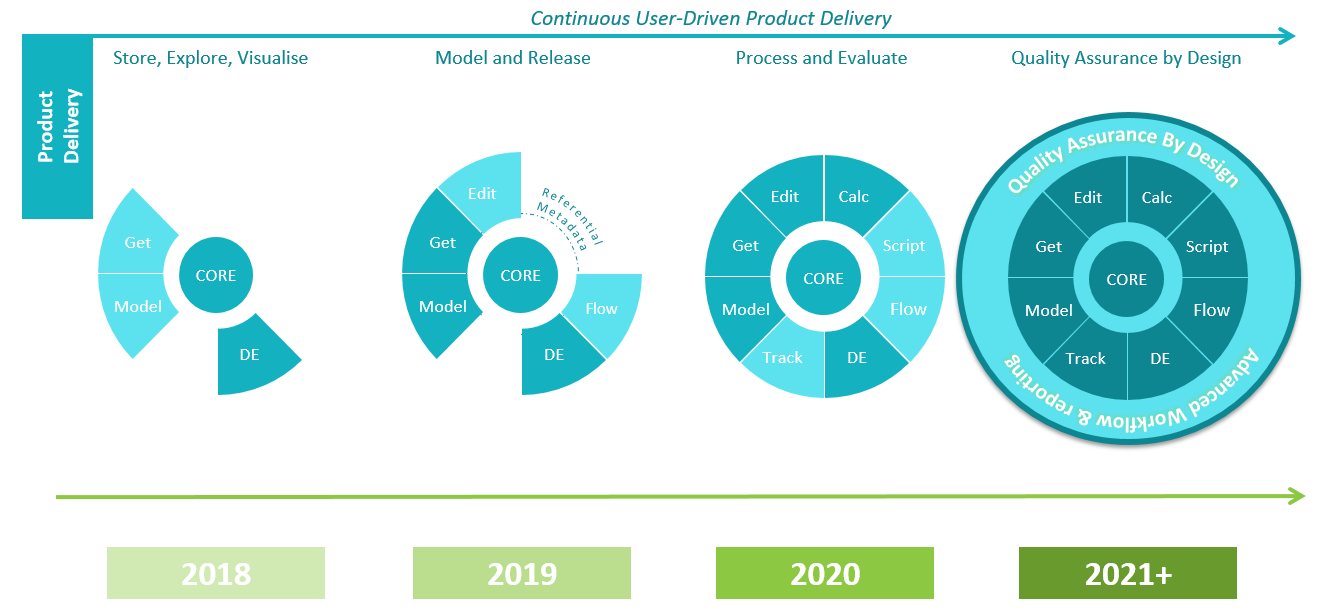 Continuous User-Driven Product Delivery
Product
Delivery
Store, Explore, Visualise
Model and Release
Process and Evaluate
Quality Assurance by Design
Get
Model
CORE
DE
Edit
Get
Model
CORE
Referential
Metadata
Flow
DE
Edit
Calc
Get
Script
CORE
Model
Flow
Track
DE
Quality Assurance By Design
Edit
Calc
Get
Script
CORE
Model
Flow
Track
DE
Advanced Workflow & reporting
2018
2019
2020
2021+